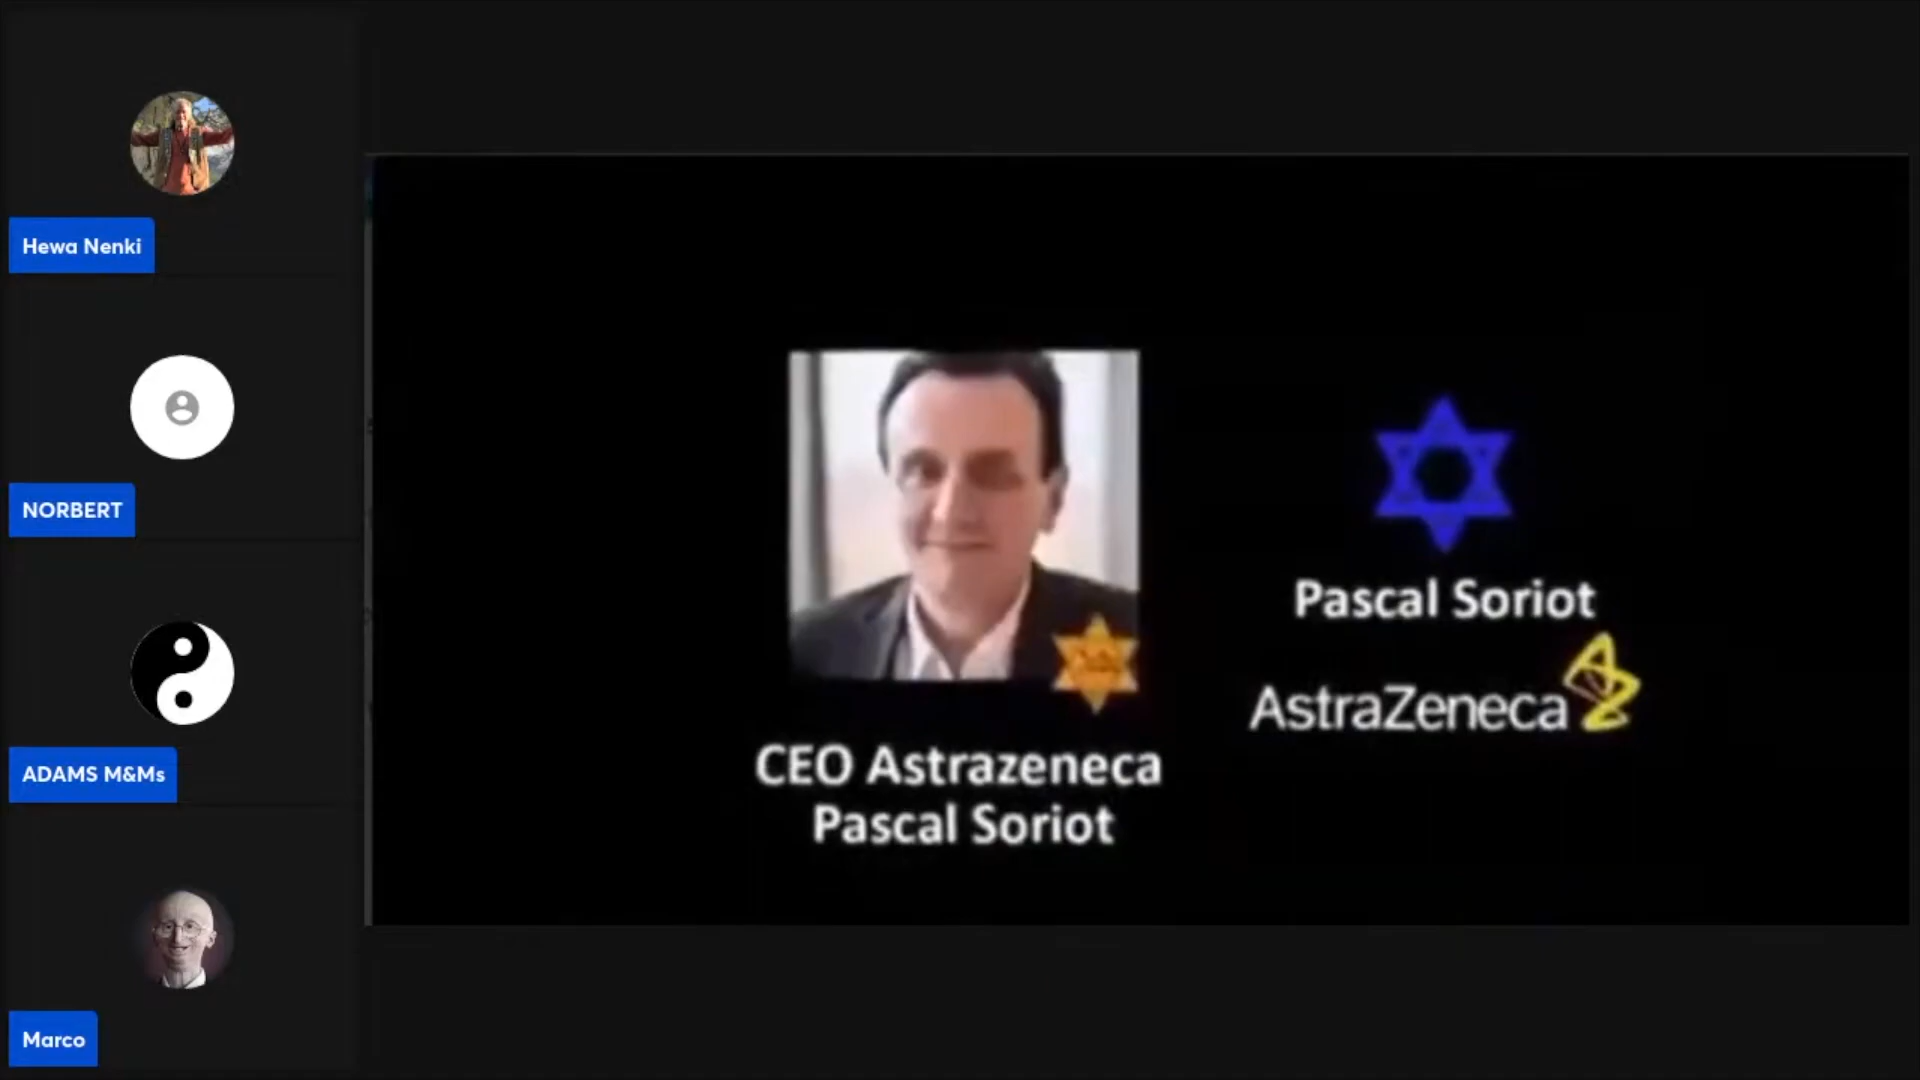 Hewa Nenki
NORBERT
ADAMS M&Ms
Marco
CEO Astrazeneca
Pascal Soriot
Pascal Soriot
AstraZeneca